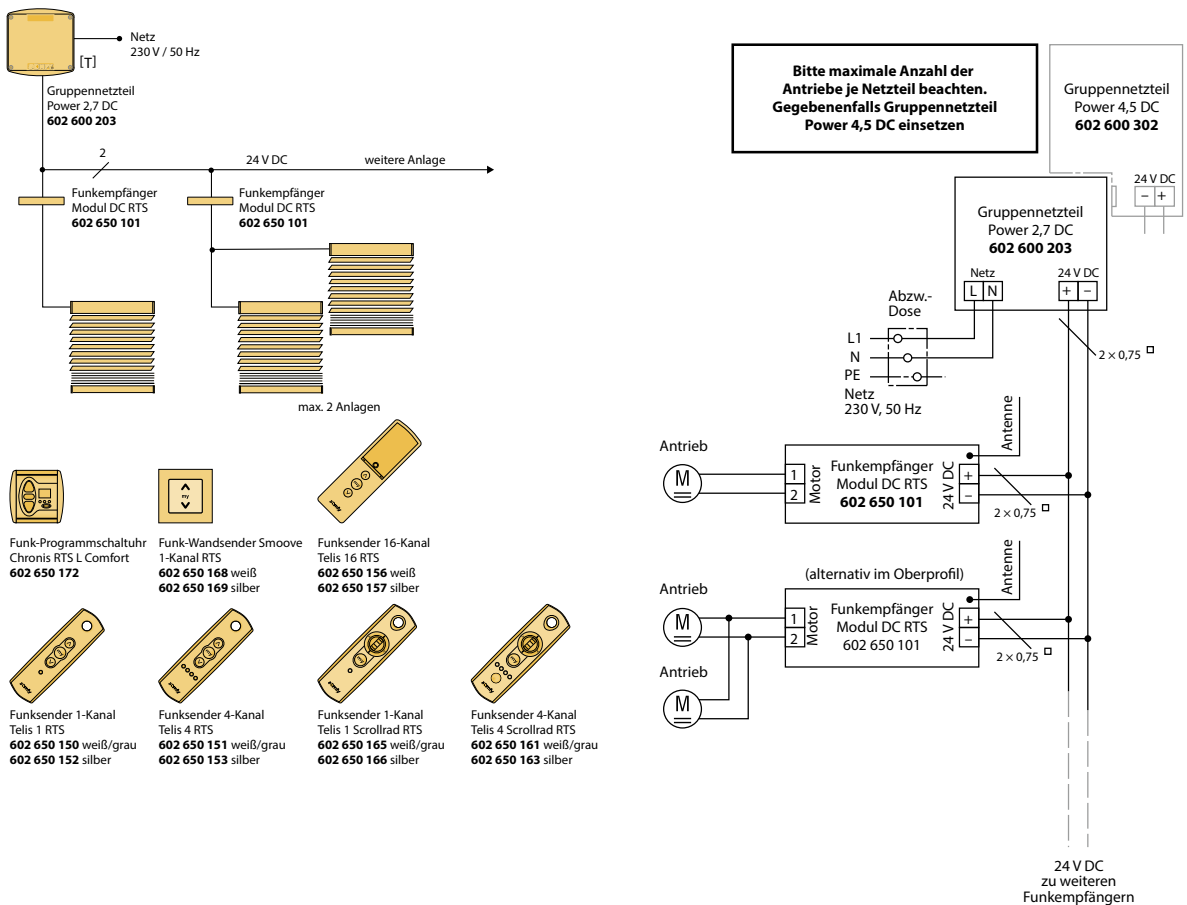 Netz
230 V / 50 Hz
[T]
Gruppennetzteil
Power 2,7 DC
602 600 203
2
24 V DC
weitere Anlage
Funkempfänger
Modul DC RTS
602 650 101
Funkempfänger
Modul DC RTS
602 650 101
max. 2 Anlagen
my
somfy
Funk-Programmschaltuhr
Chronis RTS L Comfort
602 650 172
Funk-Wandsender Smoove
1-Kanal RTS
602 650 168 weiß
602 650 169 silber
Funksender 16-Kanal
Telis 16 RTS
602 650 156 weiß
602 650 157 silber
somfy
somfy
somfy
somfy
Funksender 1-Kanal
Telis 1 RTS
602 650 150 weiß/grau
602 650 152 silber
Funksender 4-Kanal
Telis 4 RTS
602 650 151 weiß/grau
602 650 153 silber
Funksender 1-Kanal
Telis 1 Scrollrad RTS
602 650 165 weiß/grau
602 650 166 silber
Funksender 4-Kanal
Telis 4 Scrollrad RTS
602 650 161 weiß/grau
602 650 163 silber
Bitte maximale Anzahl der
Antriebe je Netzteil beachten.
Gegebenenfalls Gruppennetzteil
Power 4,5 DC einsetzen
Gruppennetzteil
Power 4,5 DC
602 600 302
24 V DC
– +
Gruppennetzteil
Power 2,7 DC
602 600 203
Netz
L N
24 V DC
+ –
Abzw.-
Dose
L1
N
PE
Netz
230 V, 50 Hz
2 × 0,75
Antrieb
M
1
2
Motor
Funkempfänger
Modul DC RTS
602 650 101
24 V DC
+
–
Antenne
2 × 0,75
(alternativ im Oberprofil)
Antrieb
M
Antrieb
M
1
2
Motor
Funkempfänger
Modul DC RTS
602 650 101
24 V DC
+
–
Antenne
2 × 0,75
24 V DC
zu weiteren
Funkempfängern